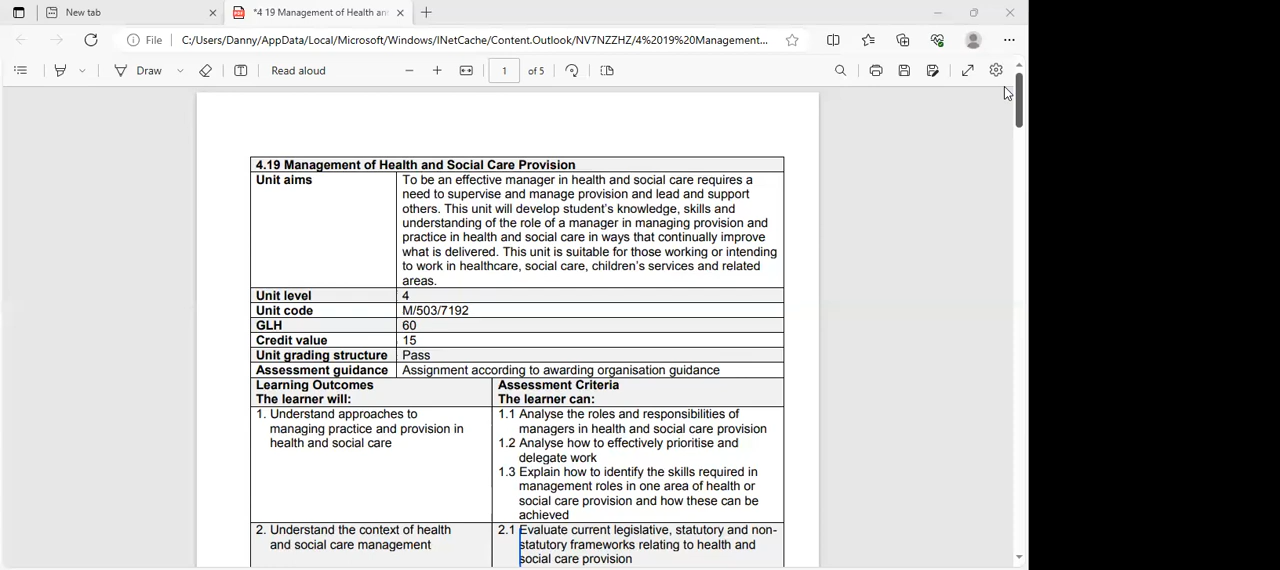 New tab
*4 19 Management of Health an
File
C:/Users/Danny/AppData/Local/Microsoft/Windows/INetCache/Content.Outlook/NV7NZZHZ/4%2019%20Management...
Draw
Read aloud
1
of 5
4.19 Management of Health and Social Care Provision
Unit aims
To be an effective manager in health and social care requires a
need to supervise and manage provision and lead and support
others. This unit will develop student's knowledge, skills and
understanding of the role of a manager in managing provision and
practice in health and social care in ways that continually improve
what is delivered. This unit is suitable for those working or intending
to work in healthcare, social care, children's services and related
areas.
Unit level
4
Unit code
M/503/7192
GLH
60
Credit value
15
Unit grading structure
Pass
Assessment guidance
Assignment according to awarding organisation guidance
Learning Outcomes
The learner will:
Assessment Criteria
The learner can:
1. Understand approaches to
managing practice and provision in
health and social care
1.1 Analyse the roles and responsibilities of
managers in health and social care provision
1.2 Analyse how to effectively prioritise and
delegate work
1.3 Explain how to identify the skills required in
management roles in one area of health or
social care provision and how these can be
achieved
2. Understand the context of health
and social care management
2.1 Evaluate current legislative, statutory and non-
statutory frameworks relating to health and
social care provision